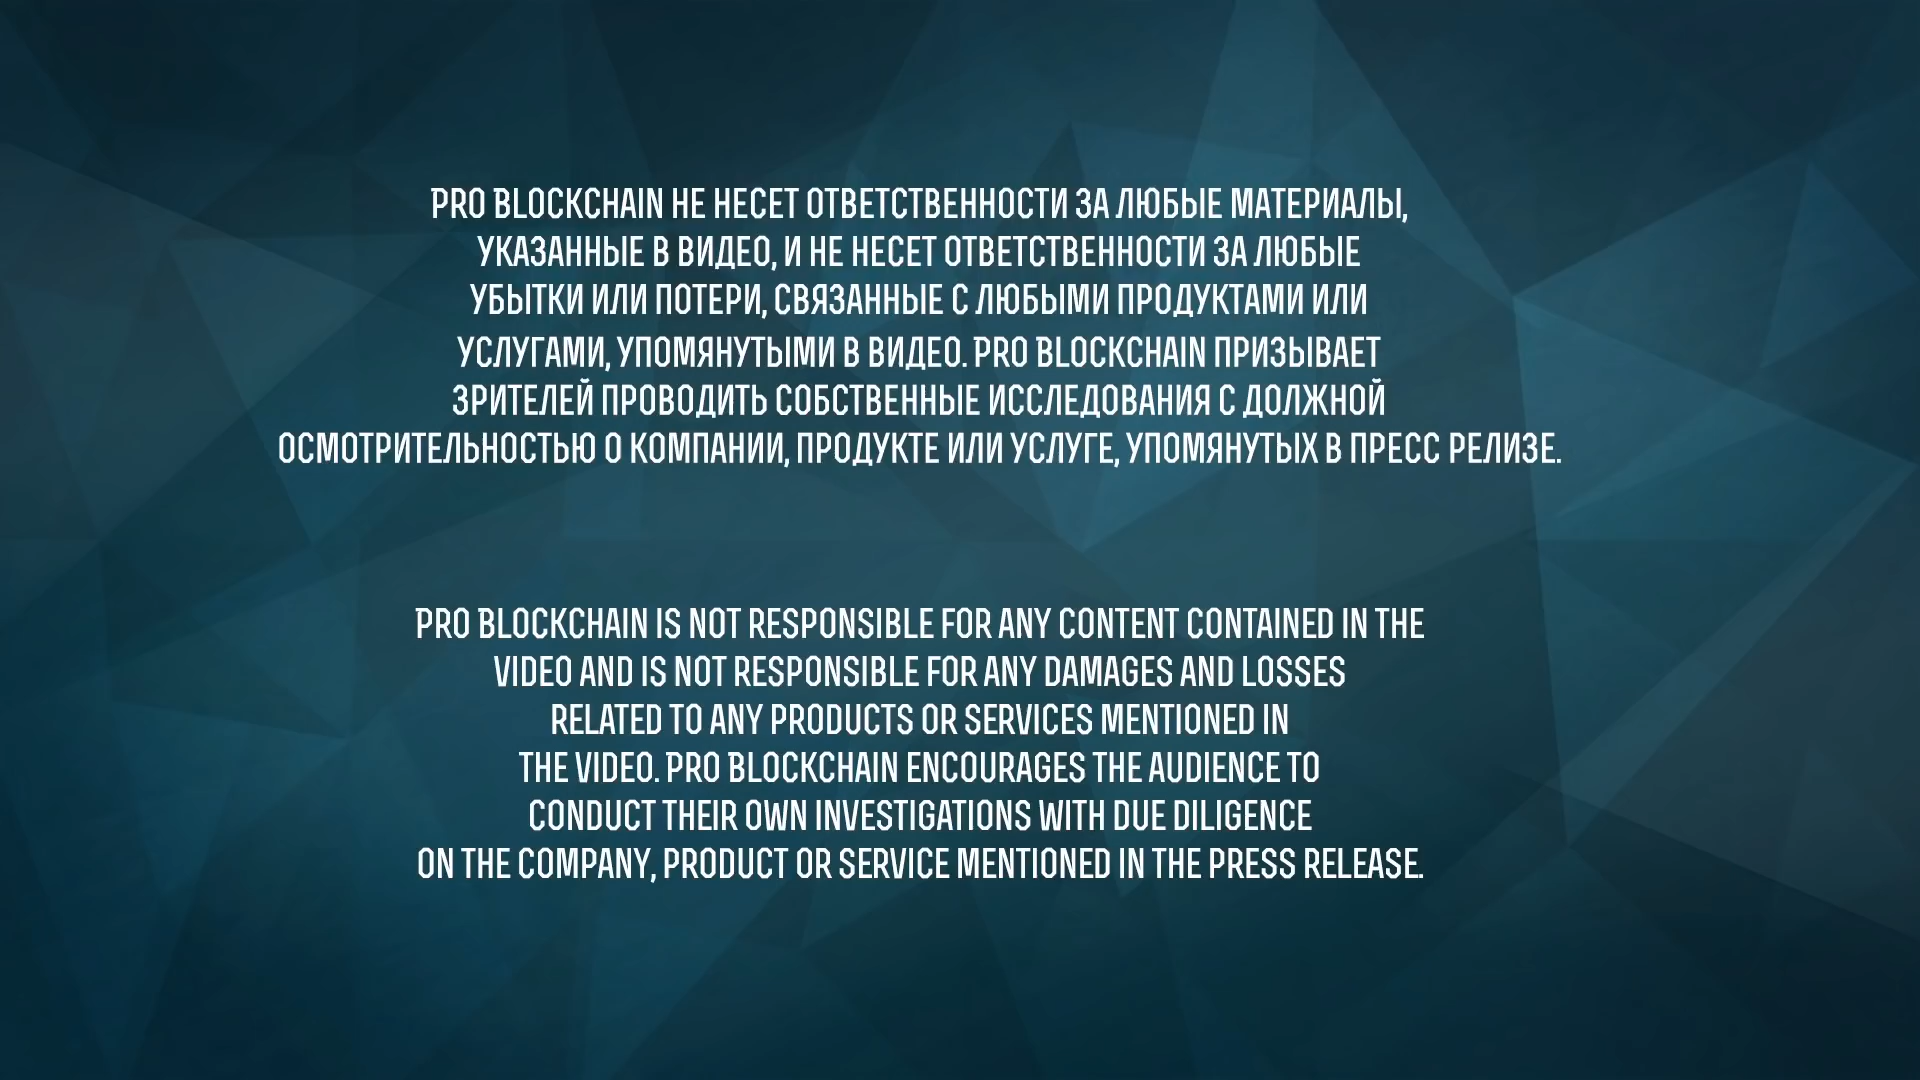 PRO BLOCKCHAIN НЕ НЕСЕТ ОТВЕТСТВЕННОСТИ ЗА ЛЮБЫЕ МАТЕРИАЛЫ,
УКАЗАННЫЕ В ВИДЕО, И НЕ НЕСЕТ ОТВЕТСТВЕННОСТИ ЗА ЛЮБЫЕ
УБЫТКИ ИЛИ ПОТЕРИ, СВЯЗАННЫЕ С ЛЮБЫМИ ПРОДУКТАМИ ИЛИ
УСЛУГАМИ, УПОМЯНУТЫМИ В ВИДЕО. PRO BLOCKCHAIN ПРИЗЫВАЕТ
ЗРИТЕЛЕЙ ПРОВОДИТЬ СОБСТВЕННЫЕ ИССЛЕДОВАНИЯ С ДОЛЖНОЙ
ОСМОТРИТЕЛЬНОСТЬЮ О КОМПАНИИ, ПРОДУКТЕ ИЛИ УСЛУГЕ, УПОМЯНУТЫХ В ПРЕСС РЕЛИЗЕ.
PRO BLOCKCHAIN IS NOT RESPONSIBLE FOR ANY CONTENT CONTAINED IN THE
VIDEO AND IS NOT RESPONSIBLE FOR ANY DAMAGES AND LOSSES
RELATED TO ANY PRODUCTS OR SERVICES MENTIONED IN
THE VIDEO. PRO BLOCKCHAIN ENCOURAGES THE AUDIENCE TO
CONDUCT THEIR OWN INVESTIGATIONS WITH DUE DILIGENCE
ON THE COMPANY, PRODUCT OR SERVICE MENTIONED IN THE PRESS RELEASE.